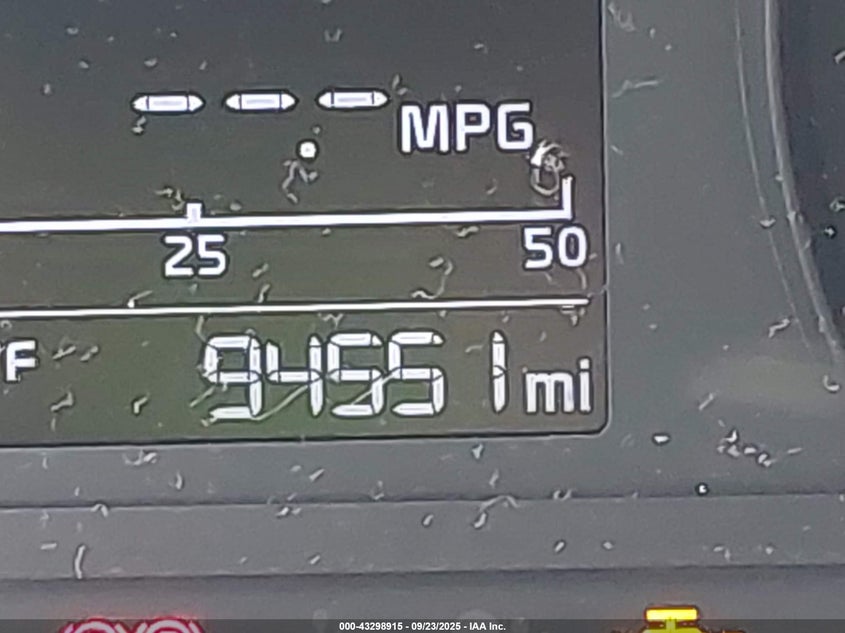 --- MPG
25 50
°F 94551 mi
000-43298915 - 09/23/2025 - IAA Inc.